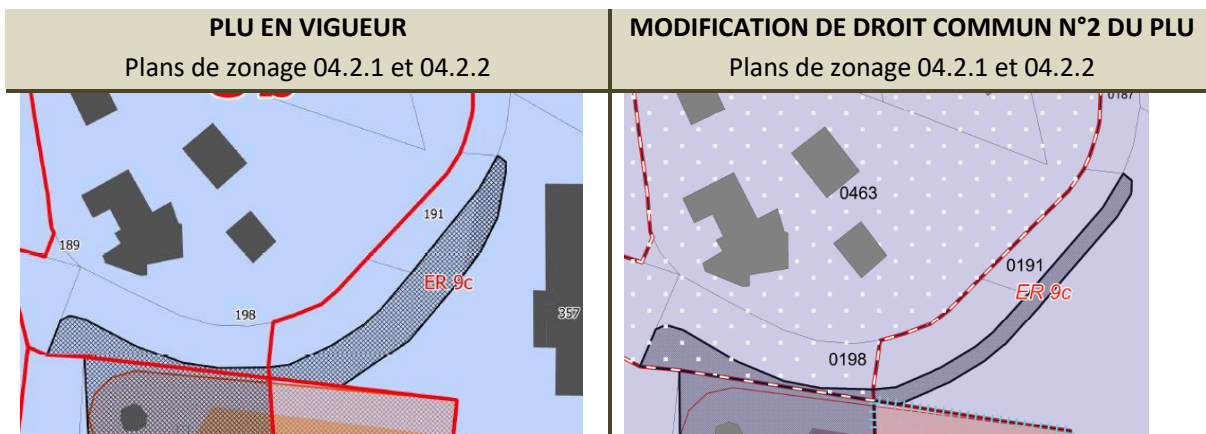 PLU EN VIGUEUR
Plans de zonage 04.2.1 et 04.2.2
MODIFICATION DE DROIT COMMUN N°2 DU PLU
Plans de zonage 04.2.1 et 04.2.2
191
189
ER 9c
198
357
0187
0463
0191
ER 9c
0198